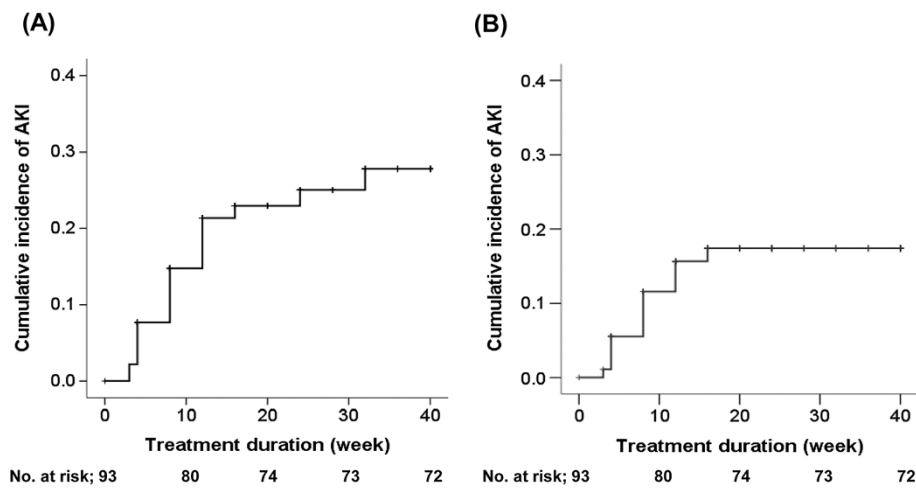 (A)
Cumulative incidence of AKI
0.4
0.3
0.2
0.1
0.0
0 10 20 30 40
Treatment duration (week)
No. at risk; 93 80 74 73 72
(B)
Cumulative incidence of AKI
0.4
0.3
0.2
0.1
0.0
0 10 20 30 40
Treatment duration (week)
No. at risk; 93 80 74 73 72